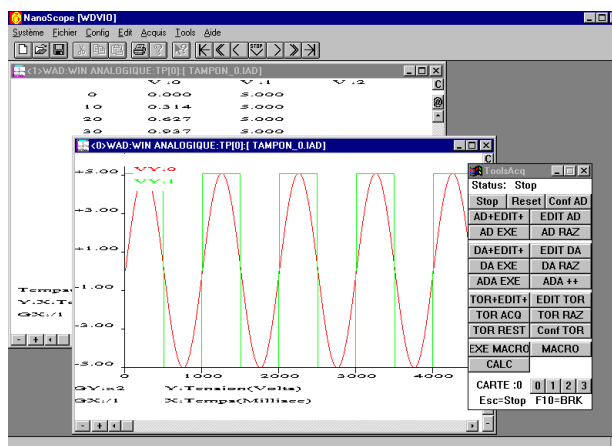 NanoScope [WDVIO]
Système Fichier Config Edit Acquis Tools Aide
STOP
<1>WAD:WIN ANALOGIQUE:TP[0]:[ TAMPON_0.IAD]
V :0 V :1 V :2
C
@
0 0.000 5.000
10 0.314 5.000
20 0.627 5.000
30 0.937 5.000
Temps
Y:X:Te
GX:/1
<0>WAD:WIN ANALOGIQUE:TP[0]:[ TAMPON_0.IAD]
C
VY:0
VY:1
+5.00
+3.00
+1.00
-1.00
-3.00
-5.00
0 1000 2000 3000 4000
GY:x2 Y:Tension(Volts)
GX:/1 X:Temps(Millisec)
ToolsAcq
Status: Stop
Stop Reset Conf AD
AD+EDIT+ EDIT AD
AD EXE AD RAZ
DA+EDIT+ EDIT DA
DA EXE DA RAZ
ADA EXE ADA ++
TOR+EDIT+ EDIT TOR
TOR ACQ TOR RAZ
TOR REST Conf TOR
EXE MACRO MACRO
CALC
CARTE :0 0 1 2 3
Esc=Stop F10=BRK